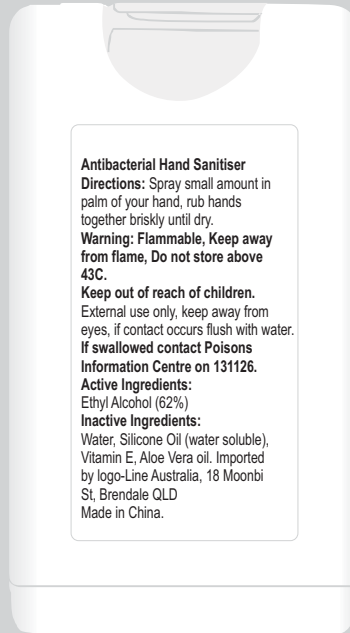 Antibacterial Hand Sanitiser
Directions: Spray small amount in
palm of your hand, rub hands
together briskly until dry.
Warning: Flammable, Keep away
from flame, Do not store above
43C.
Keep out of reach of children.
External use only, keep away from
eyes, if contact occurs flush with water.
If swallowed contact Poisons
Information Centre on 131126.
Active Ingredients:
Ethyl Alcohol (62%)
Inactive Ingredients:
Water, Silicone Oil (water soluble),
Vitamin E, Aloe Vera oil. Imported
by logo-Line Australia, 18 Moonbi
St, Brendale QLD
Made in China.